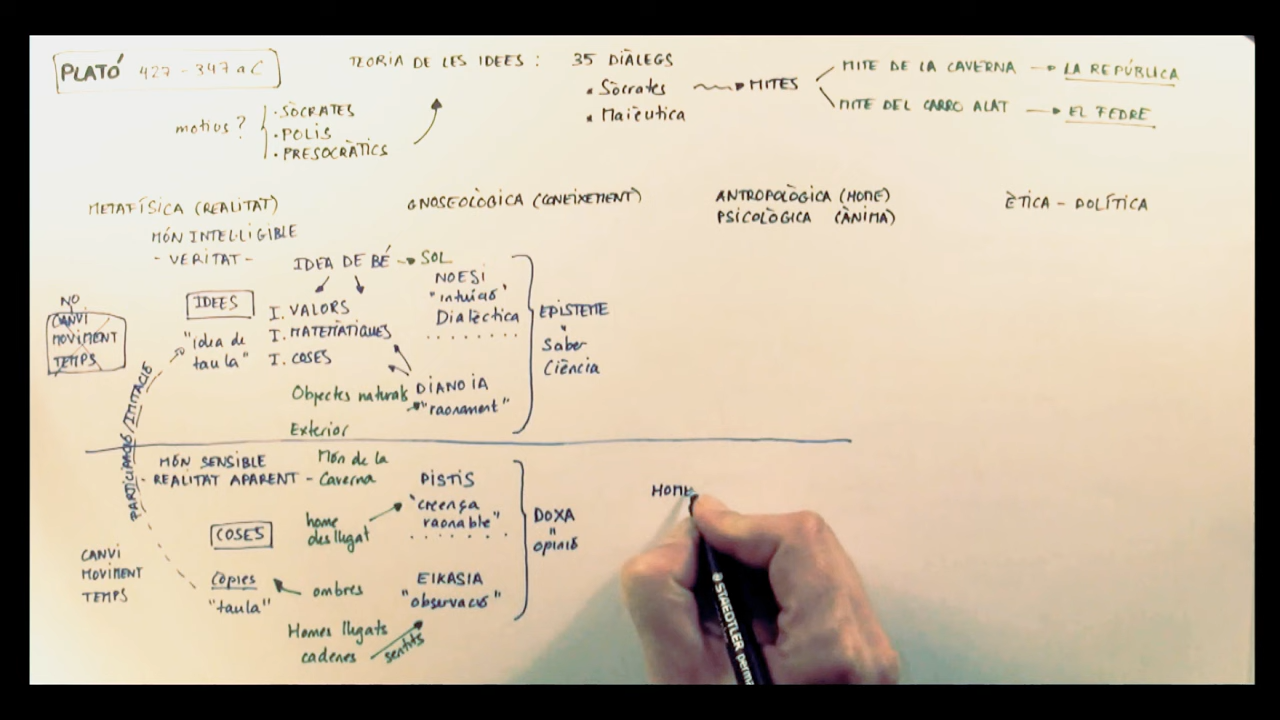 PLATÓ 427 - 347 a C
TEORIA DE LES IDEES : 35 DIÀLEGS
• Sòcrates → MITES
• Maièutica
MITE DE LA CAVERNA → LA REPÚBLICA
MITE DEL CARRO ALAT → EL FEDRE
motius?
• SÒCRATES
• POLIS
• PRESOCRÀTICS
METAFÍSICA (REALITAT)
GNOSEOLÒGICA (CONEIXEMENT)
ANTROPOLÒGICA (HOME)
PSICOLÒGICA (ÀNIMA)
ÈTICA - POLÍTICA
MÓN INTEL·LIGIBLE
- VERITAT -
IDEA DE BÉ → SOL
NO
CANVI
MOVIMENT
TEMPS
IDEES
"idea de
taula"
I. VALORS
I. MATEMÀTIQUES
I. COSES
NOESI
"intuició"
Dialèctica
DIANOIA
"raonament"
EPISTEME
Saber
Ciència
Objectes naturals
Exterior
PARTICIPACIÓ/IMITACIÓ
MÓN SENSIBLE
- REALITAT APARENT -
Món de la
Caverna
COSES
Còpies
"taula"
CANVI
MOVIMENT
TEMPS
home
deslligat
ombres
Homes lligats
cadenes
sentits
PISTIS
"creença
raonable"
EIKASIA
"observació"
DOXA
"
opinió
HOME
STAEDTLER perma